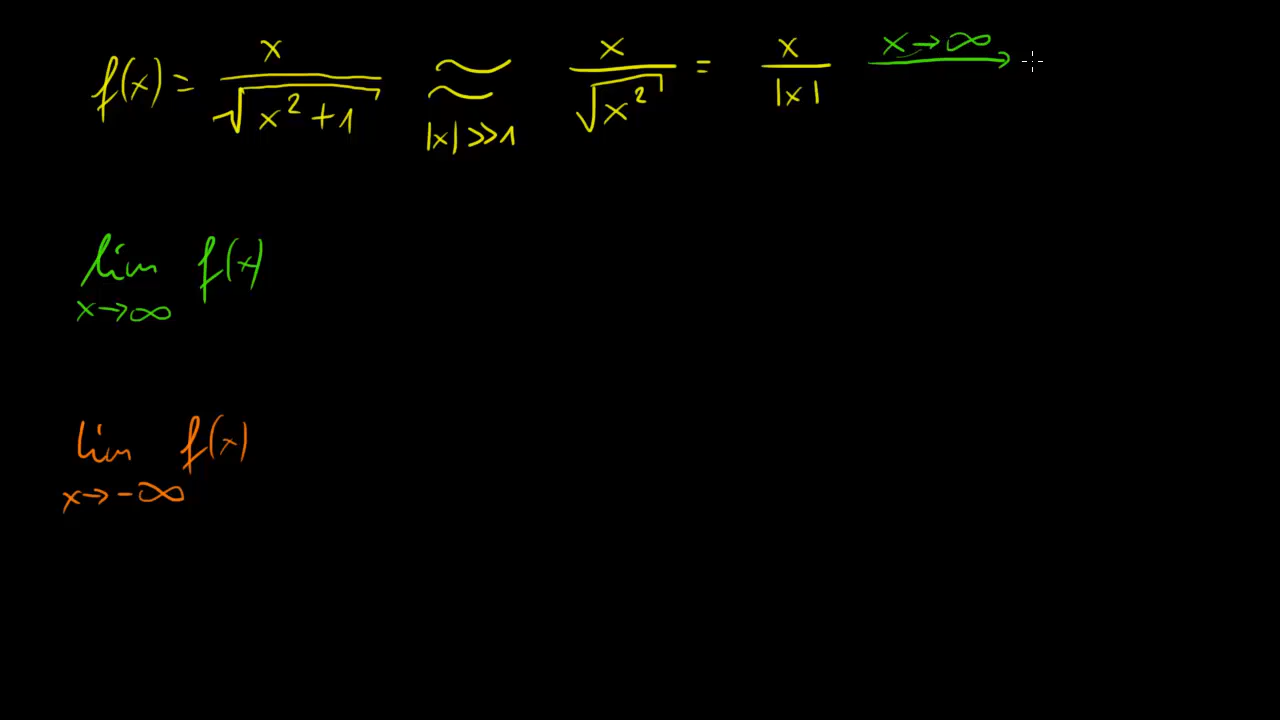 f(x) = x / √(x² + 1) ≈ |x| >> 1 x / √x² = x / |x| x → ∞ →
lim x → ∞ f(x)
lim x → -∞ f(x)